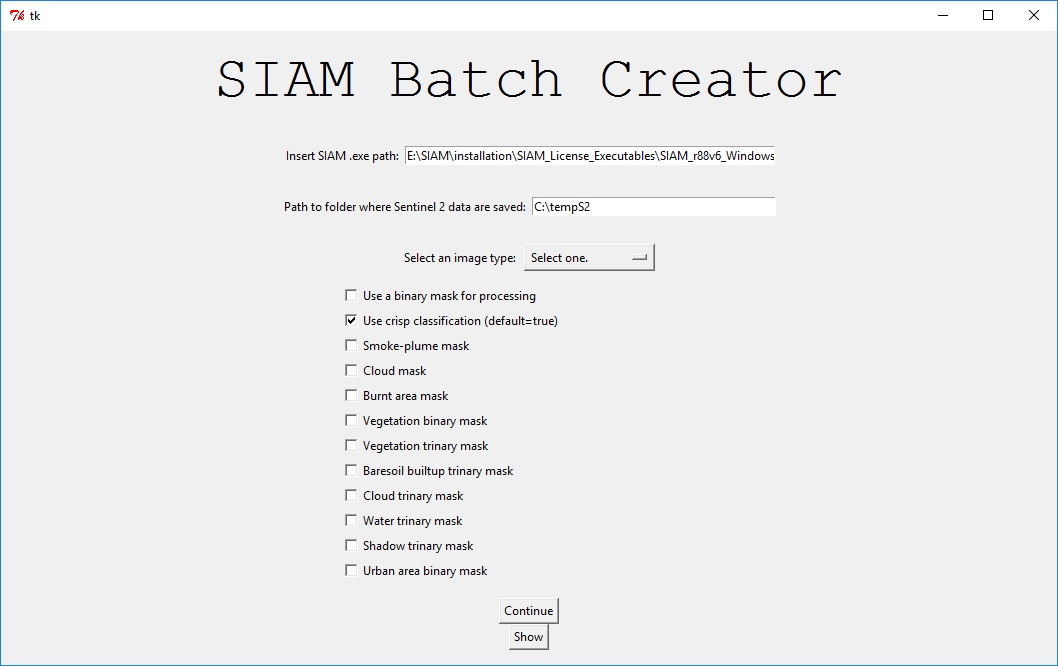 tk
SIAM Batch Creator
Insert SIAM .exe path: E:\SIAM\installation\SIAM_License_Executables\SIAM_r88v6_Windows
Path to folder where Sentinel 2 data are saved: C:\tempS2
Select an image type: Select one.
Use a binary mask for processing
Use crisp classification (default=true)
Smoke-plume mask
Cloud mask
Burnt area mask
Vegetation binary mask
Vegetation trinary mask
Baresoil builtup trinary mask
Cloud trinary mask
Water trinary mask
Shadow trinary mask
Urban area binary mask
Continue
Show